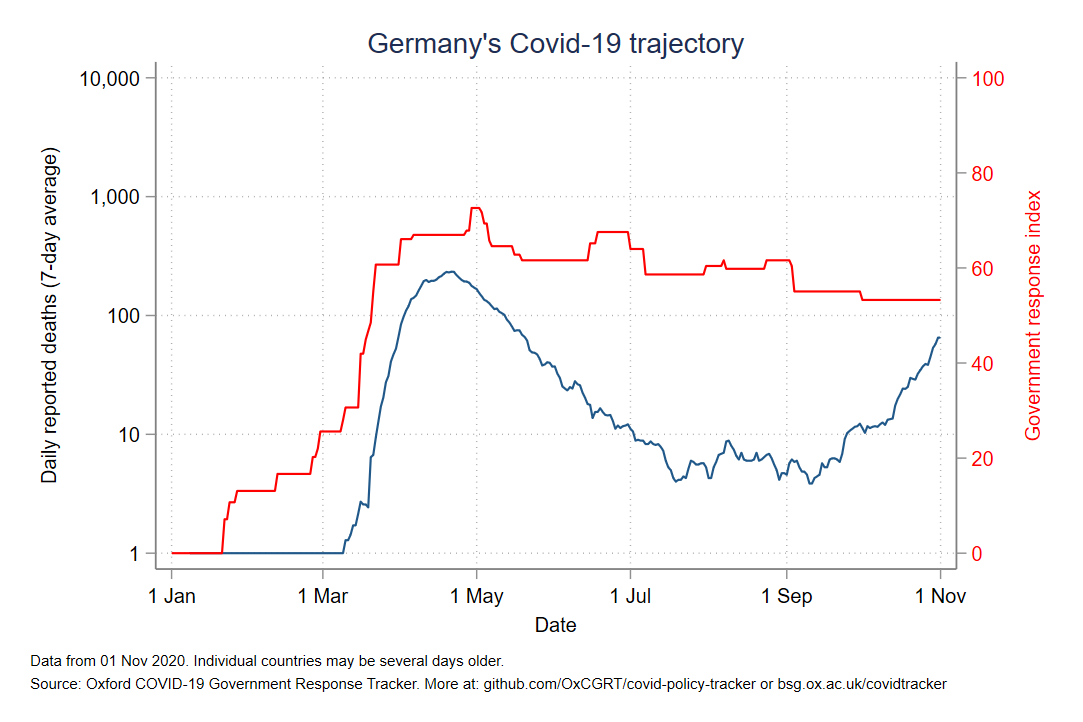 Germany's Covid-19 trajectory
10,000
1,000
100
10
1
Daily reported deaths (7-day average)
100
80
60
40
20
0
Government response index
1 Jan 1 Mar 1 May 1 Jul 1 Sep 1 Nov
Date
Data from 01 Nov 2020. Individual countries may be several days older.
Source: Oxford COVID-19 Government Response Tracker. More at: github.com/OxCGRT/covid-policy-tracker or bsg.ox.ac.uk/covidtracker